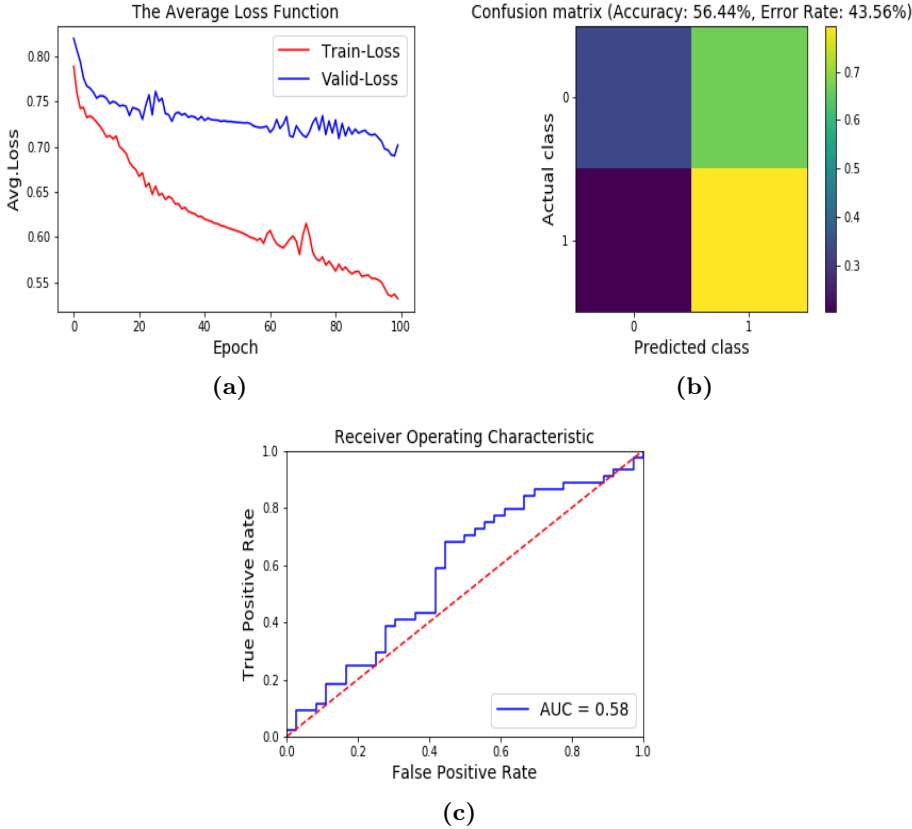 The Average Loss Function
0.80
0.75
0.70
0.65
0.60
0.55
Avg.Loss
Train-Loss
Valid-Loss
0 20 40 60 80 100
Epoch
(a)
Confusion matrix (Accuracy: 56.44%, Error Rate: 43.56%)
Actual class
0
1
0 1
Predicted class
0.7
0.6
0.5
0.4
0.3
(b)
Receiver Operating Characteristic
True Positive Rate
1.0
0.8
0.6
0.4
0.2
0.0
AUC = 0.58
0.0 0.2 0.4 0.6 0.8 1.0
False Positive Rate
(c)